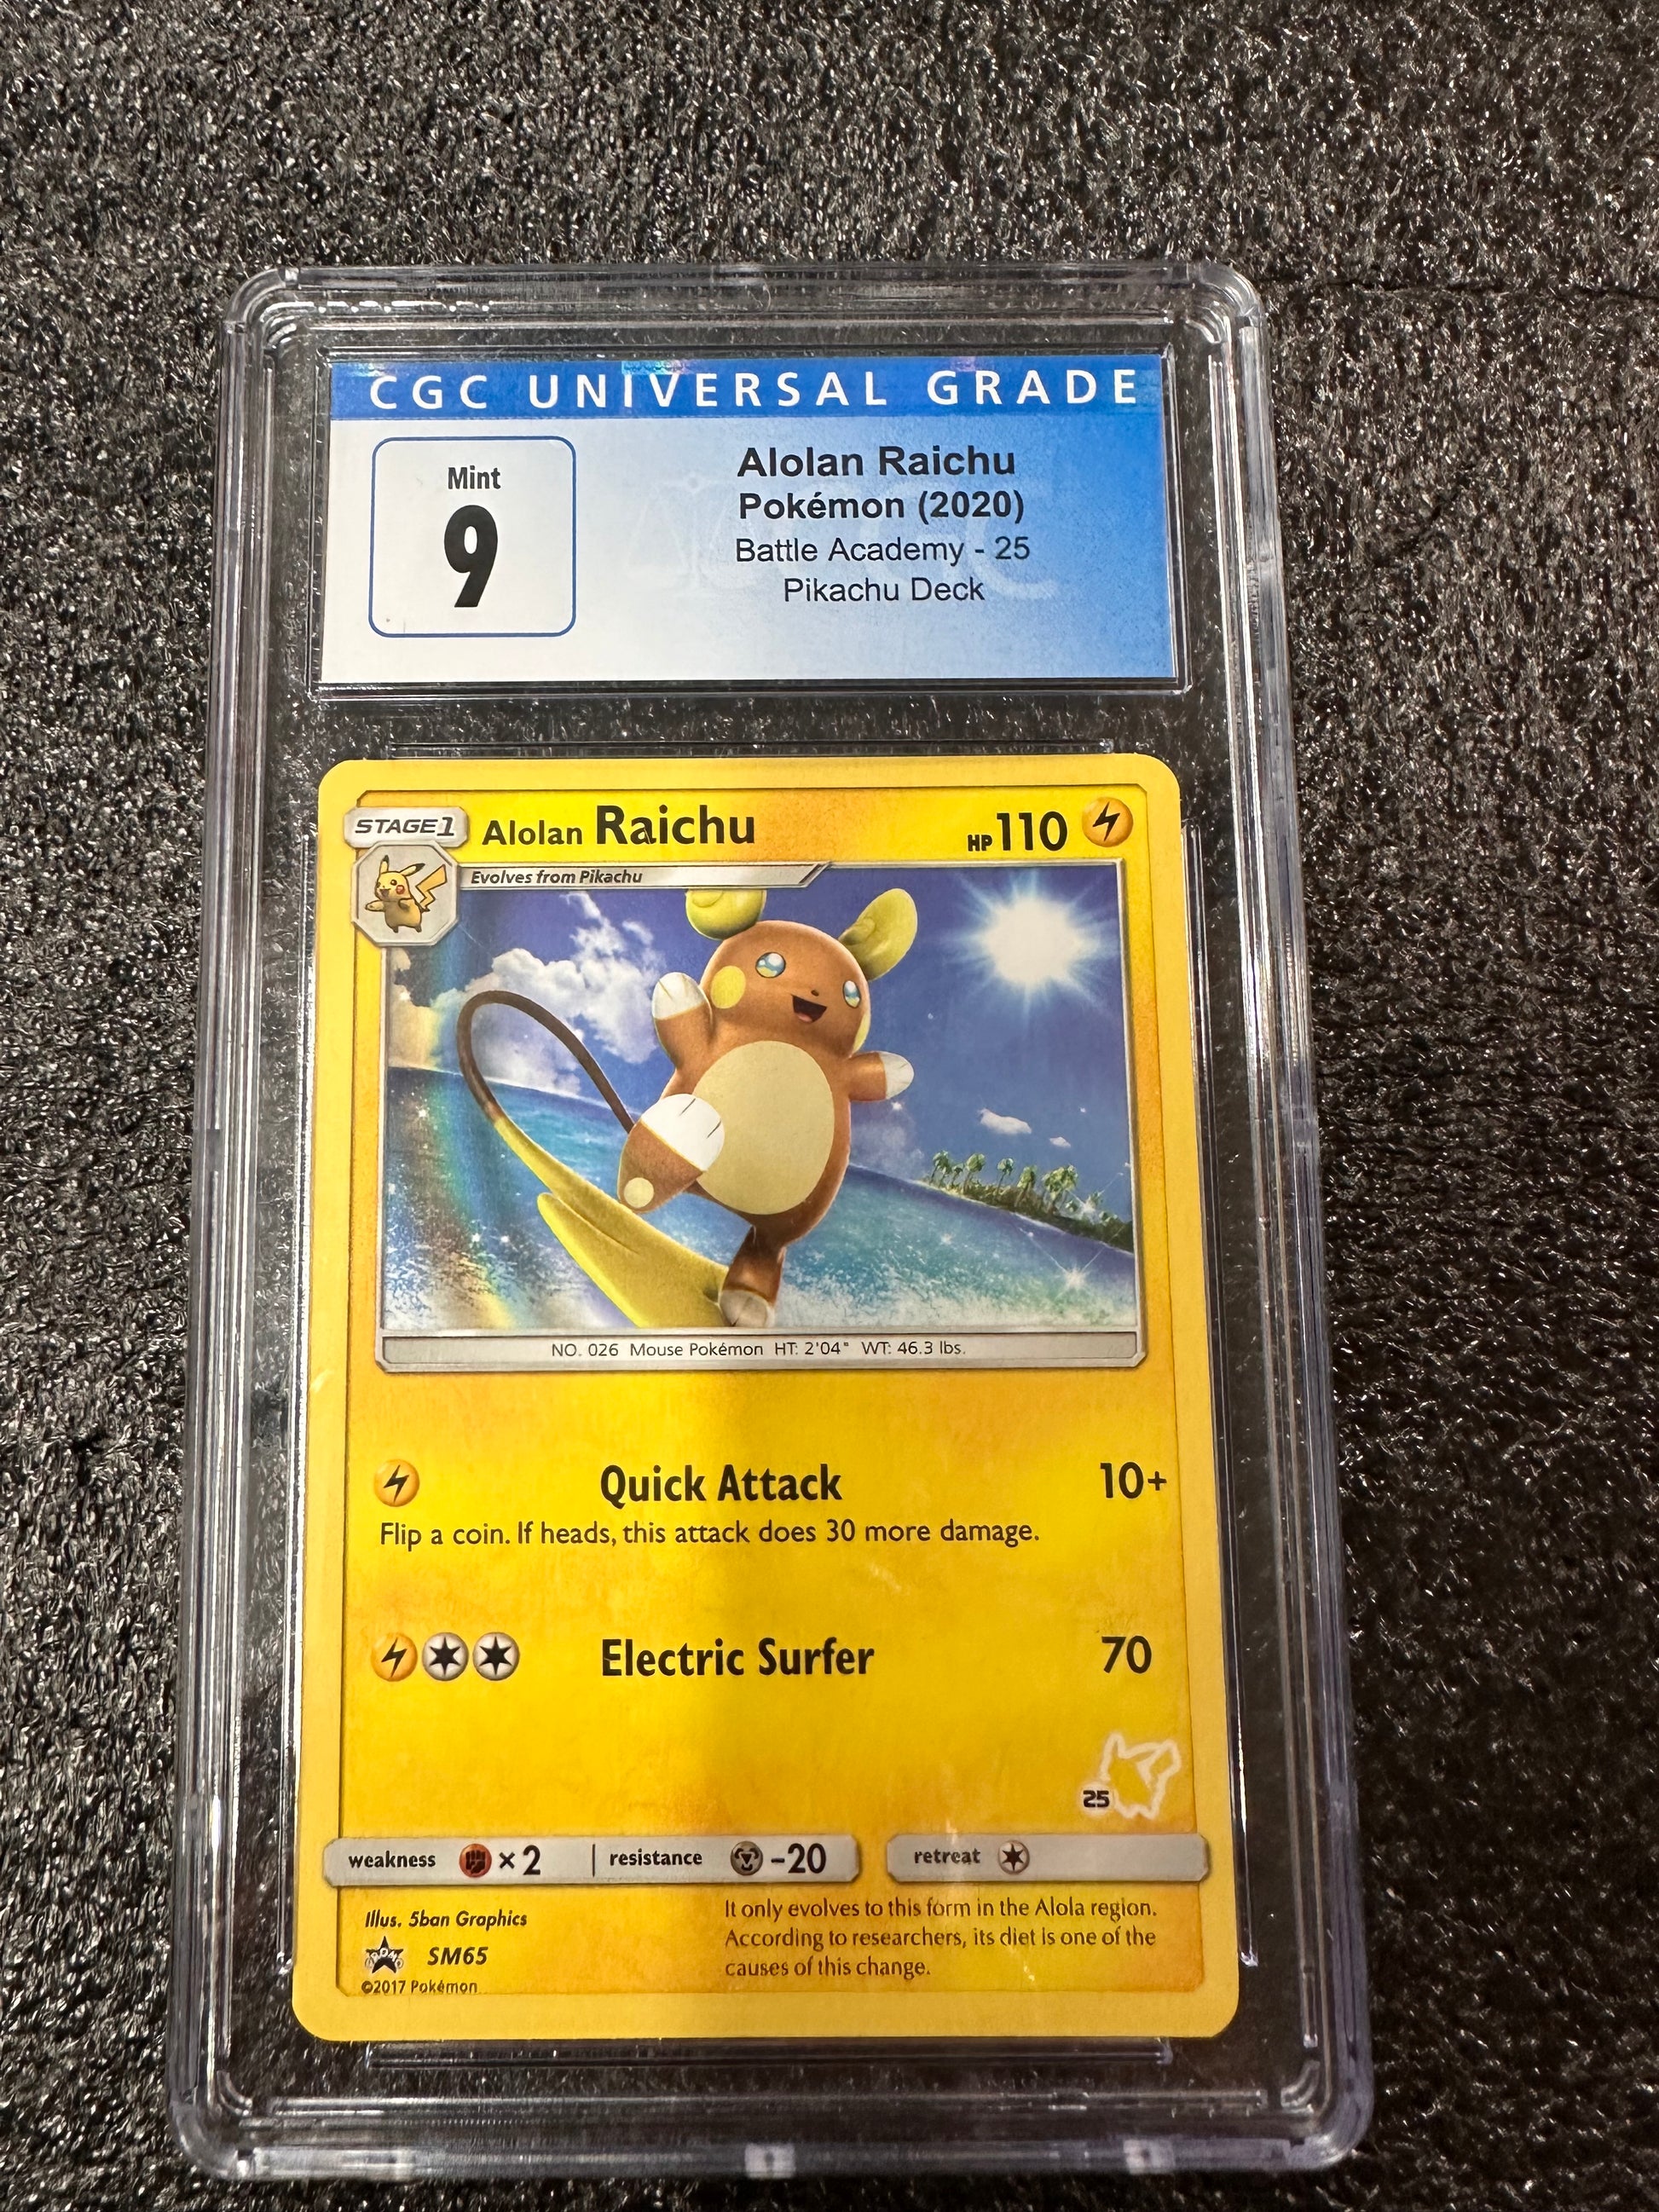 CGC UNIVERSAL GRADE
Mint
9
Alolan Raichu
Pokémon (2020)
Battle Academy - 25
Pikachu Deck
STAGE1
Alolan Raichu
HP110
Evolves from Pikachu
NO. 026 Mouse Pokémon HT: 2'04" WT: 46.3 lbs.
Quick Attack 10+
Flip a coin. If heads, this attack does 30 more damage.
Electric Surfer 70
25
weakness ×2 resistance -20 retreat
Illus. 5ban Graphics
PROMO SM65
©2017 Pokémon
It only evolves to this form in the Alola region.
According to researchers, its diet is one of the
causes of this change.